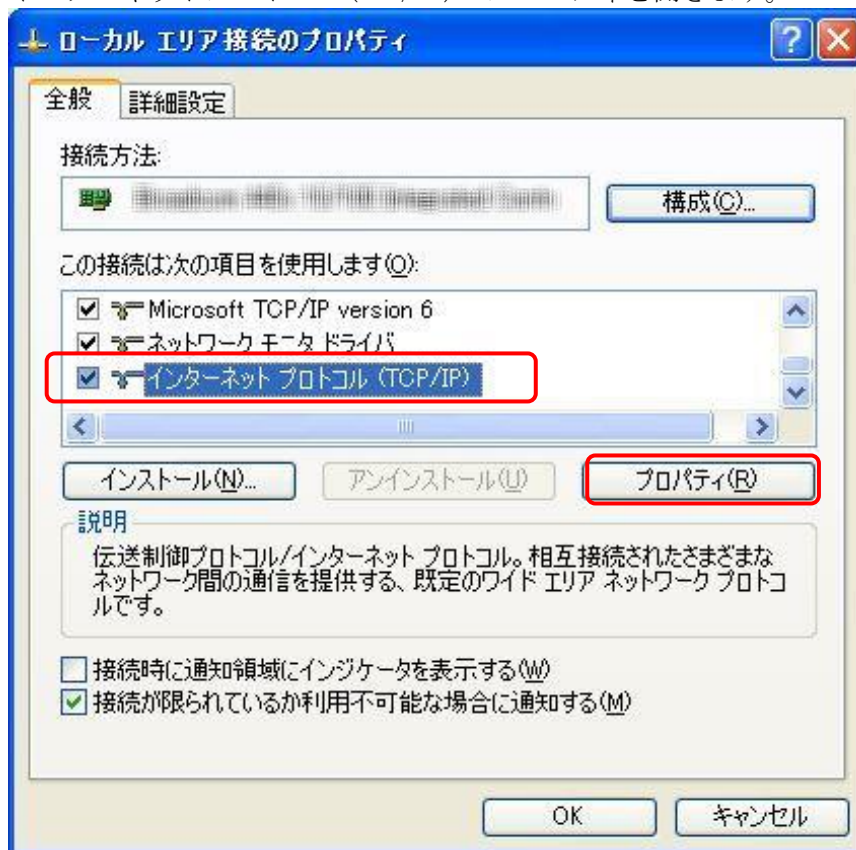 ローカル エリア接続のプロパティ
全般
詳細設定
接続方法:
構成(C)...
この接続は次の項目を使用します(O):
Microsoft TCP/IP version 6
ネットワーク モニタ ドライバ
インターネット プロトコル (TCP/IP)
インストール(N)...
アンインストール(U)
プロパティ(R)
説明
伝送制御プロトコル/インターネット プロトコル。相互接続されたさまざまな
ネットワーク間の通信を提供する、既定のワイド エリア ネットワーク プロトコ
ルです。
接続時に通知領域にインジケータを表示する(W)
接続が限られているか利用不可能な場合に通知する(M)
OK
キャンセル